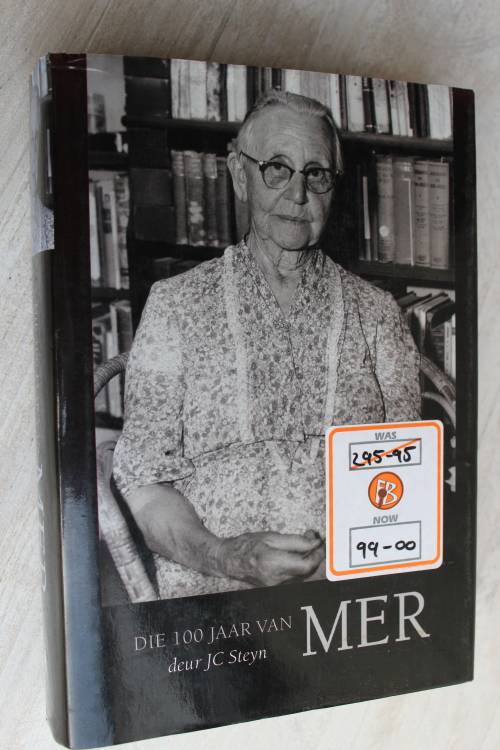 WAS
295-95
FB
NOW
99-00
DIE 100 JAAR VAN MER
deur JC Steyn